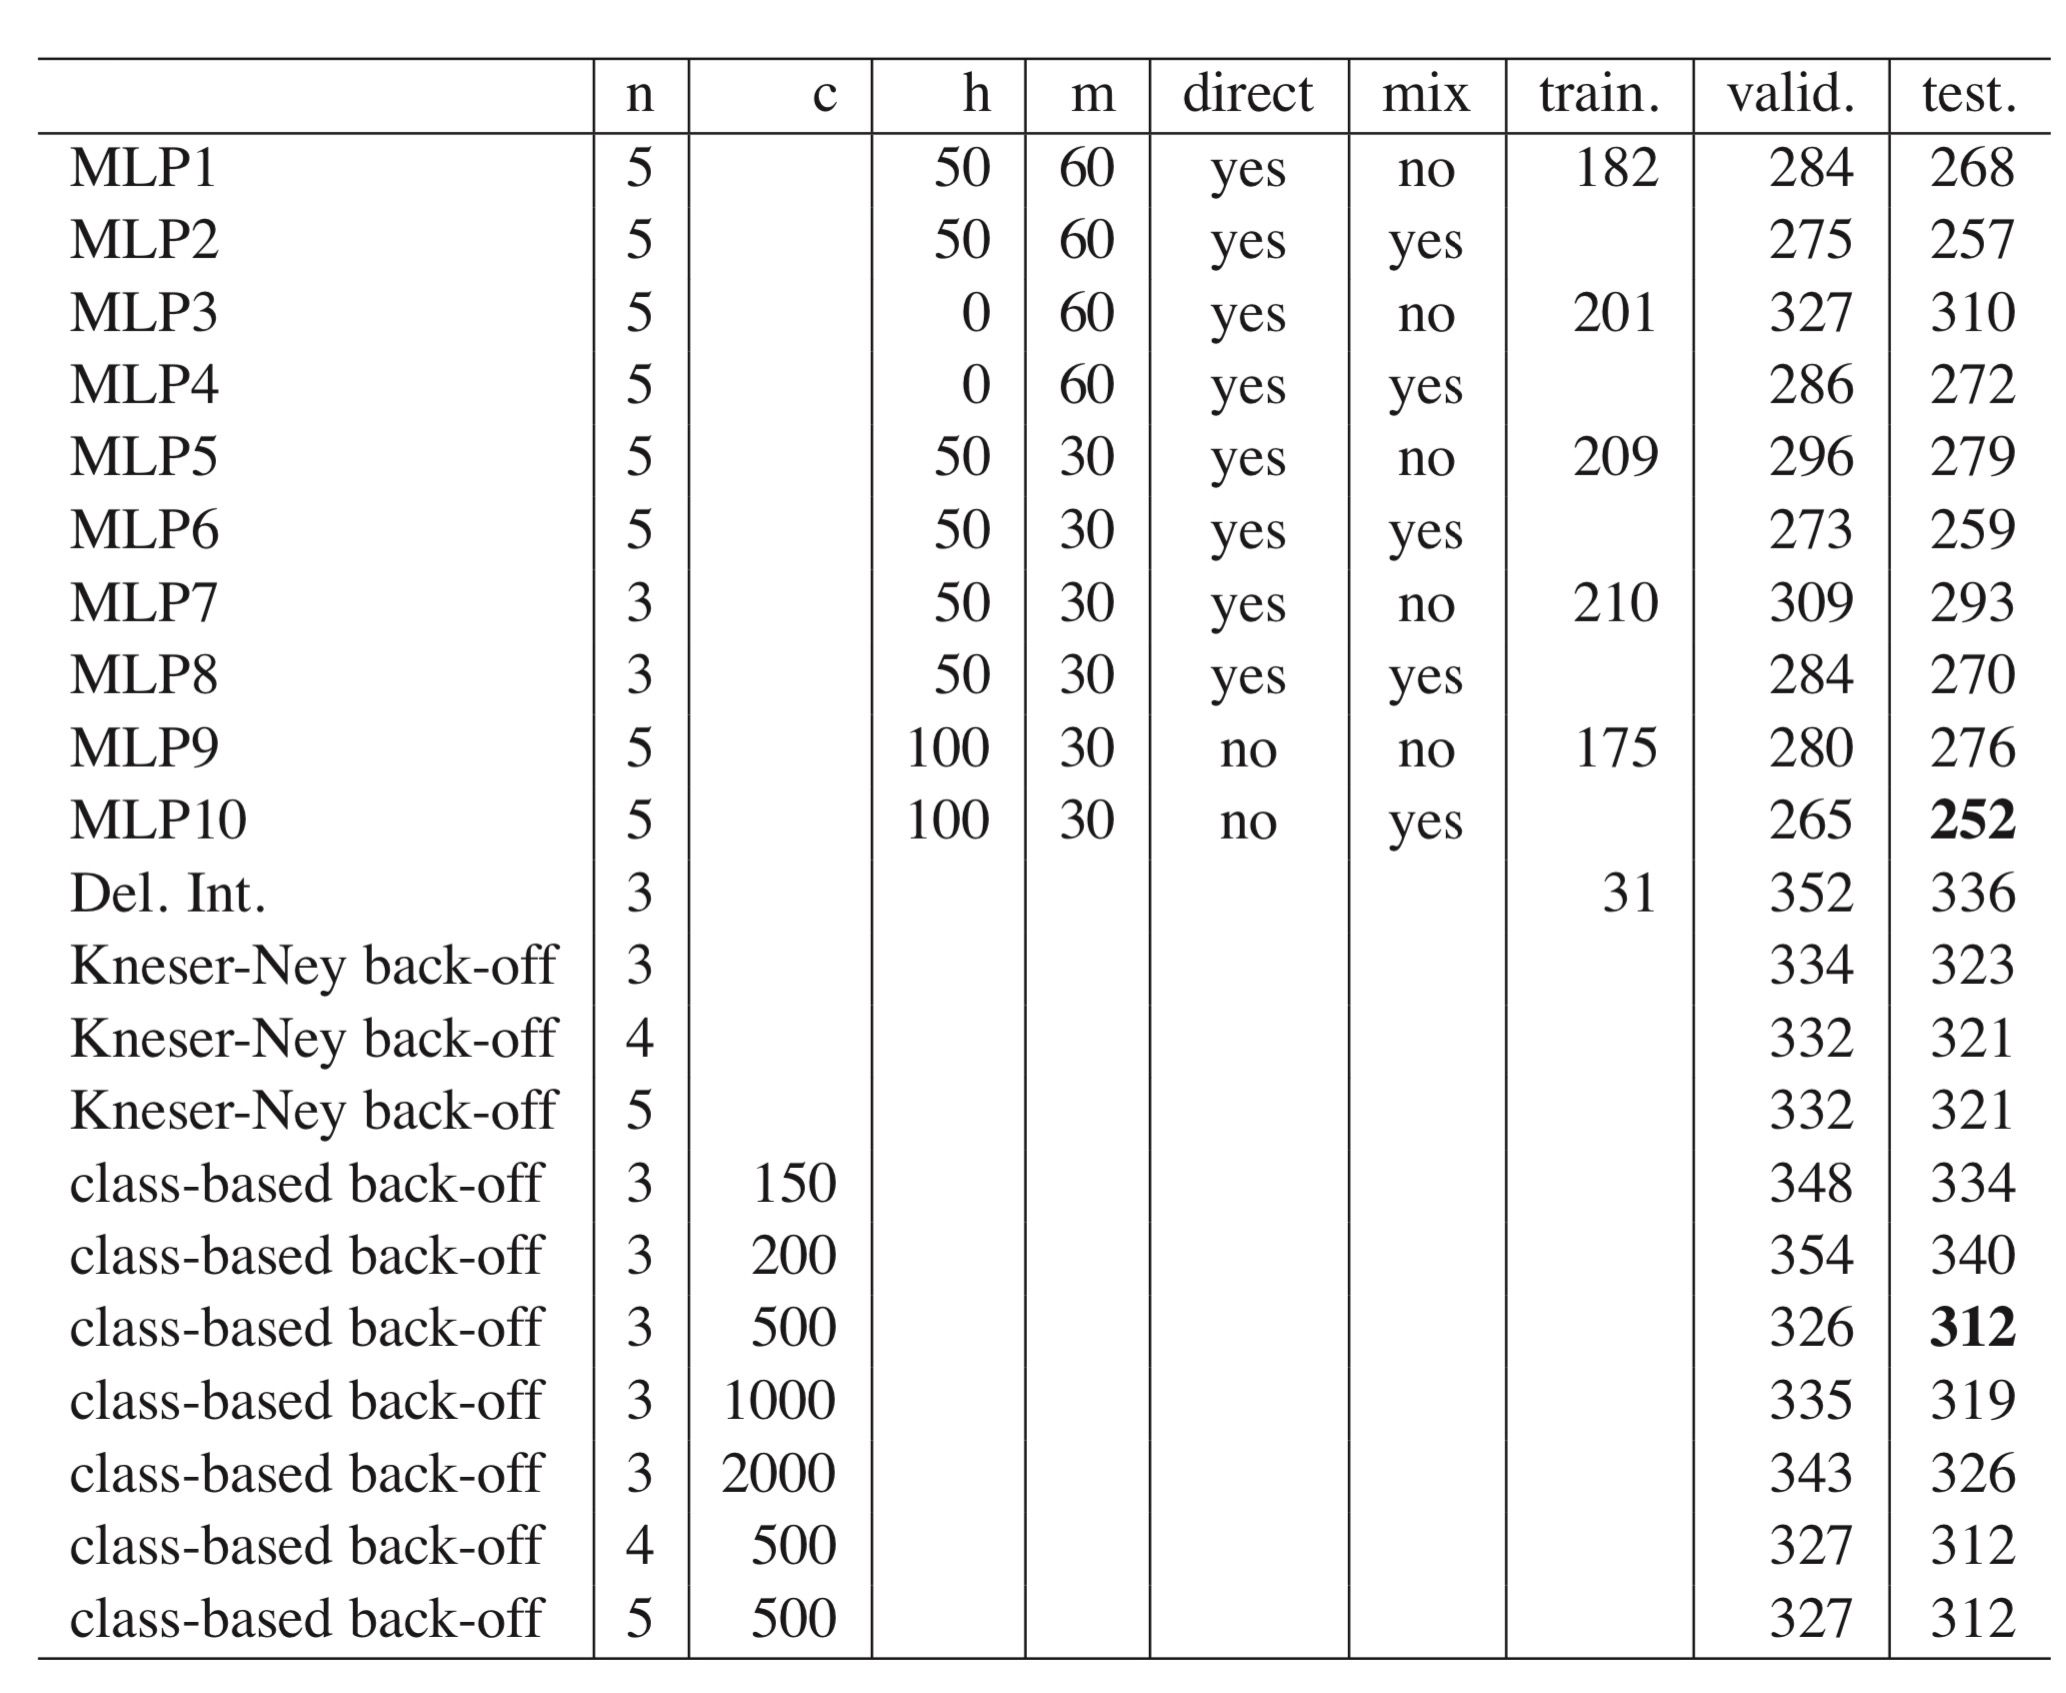 n c h m direct mix train. valid. test.
MLP1 5 50 60 yes no 182 284 268
MLP2 5 50 60 yes yes 275 257
MLP3 5 0 60 yes no 201 327 310
MLP4 5 0 60 yes yes 286 272
MLP5 5 50 30 yes no 209 296 279
MLP6 5 50 30 yes yes 273 259
MLP7 3 50 30 yes no 210 309 293
MLP8 3 50 30 yes yes 284 270
MLP9 5 100 30 no no 175 280 276
MLP10 5 100 30 no yes 265 252
Del. Int. 3 31 352 336
Kneser-Ney back-off 3 334 323
Kneser-Ney back-off 4 332 321
Kneser-Ney back-off 5 332 321
class-based back-off 3 150 348 334
class-based back-off 3 200 354 340
class-based back-off 3 500 326 312
class-based back-off 3 1000 335 319
class-based back-off 3 2000 343 326
class-based back-off 4 500 327 312
class-based back-off 5 500 327 312